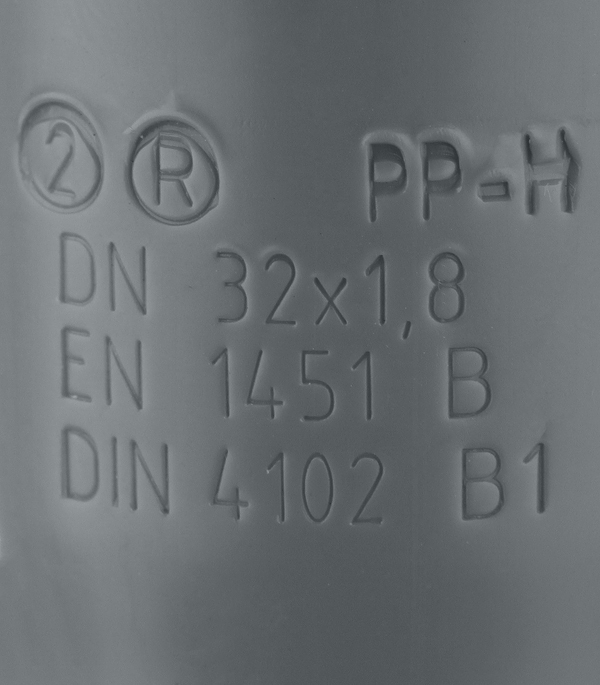 ② Ⓡ PP-H
DN 32x1,8
EN 1451 B
DIN 4102 B1